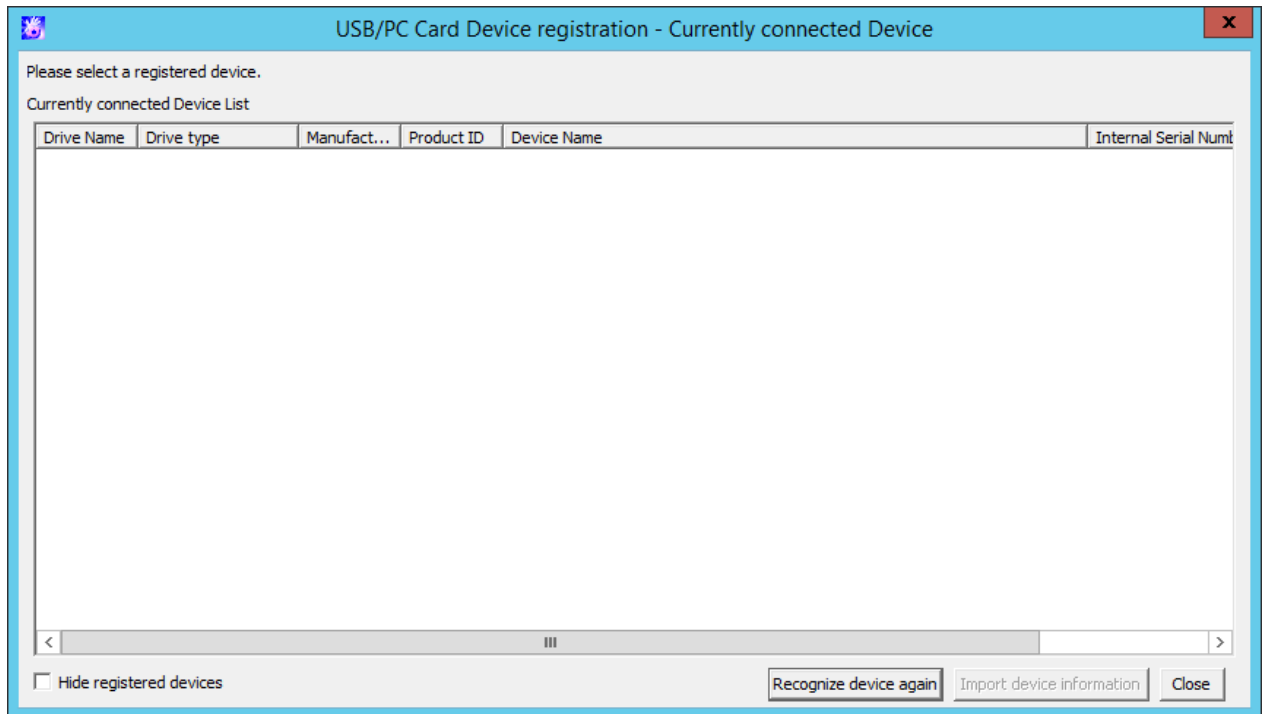 USB/PC Card Device registration - Currently connected Device
x
Please select a registered device.
Currently connected Device List
Drive Name Drive type Manufact... Product ID Device Name Internal Serial Numb
Hide registered devices Recognize device again Import device information Close